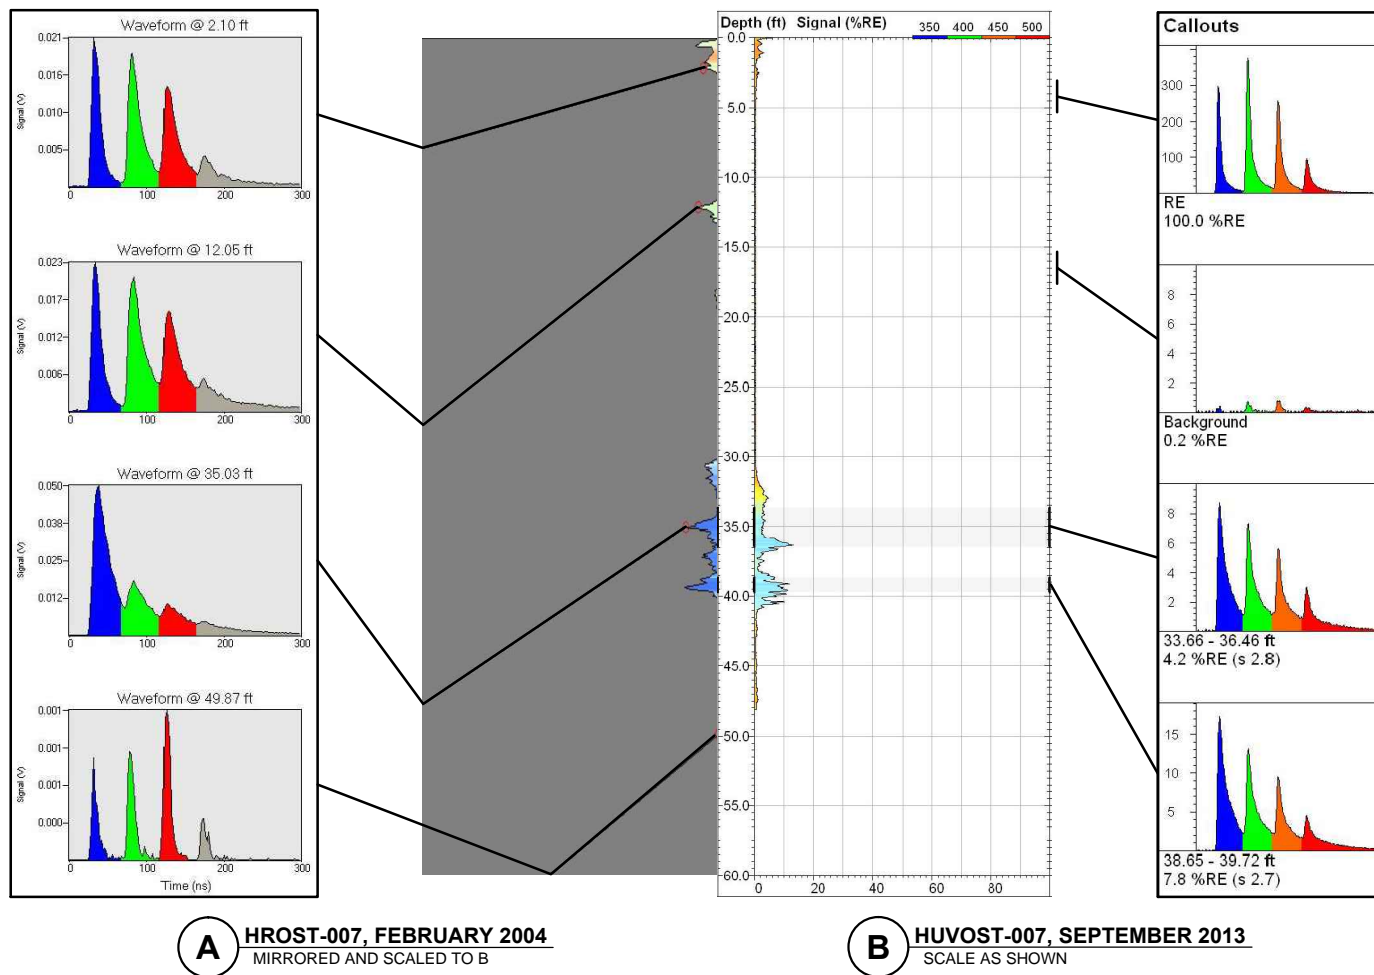 Waveform @ 2.10 ft
0.021
0.016
0.010
0.005
Signal (V)
0 100 200 300
Waveform @ 12.05 ft
0.023
0.017
0.012
0.006
Signal (V)
0 100 200 300
Waveform @ 35.03 ft
0.050
0.038
0.025
0.012
Signal (V)
0 100 200 300
Waveform @ 49.87 ft
0.001
0.001
0.001
0.000
Signal (V)
0 100 200 300
Time (ns)
Depth (ft) Signal (%RE) 350 400 450 500
0.0
5.0
10.0
15.0
20.0
25.0
30.0
35.0
40.0
45.0
50.0
55.0
60.0
0 20 40 60 80
Callouts
300
200
100
RE
100.0 %RE
8
6
4
2
Background
0.2 %RE
8
6
4
2
33.66 - 36.46 ft
4.2 %RE (s 2.8)
15
10
5
38.65 - 39.72 ft
7.8 %RE (s 2.7)
A HROST-007, FEBRUARY 2004
MIRRORED AND SCALED TO B
B HUVOST-007, SEPTEMBER 2013
SCALE AS SHOWN